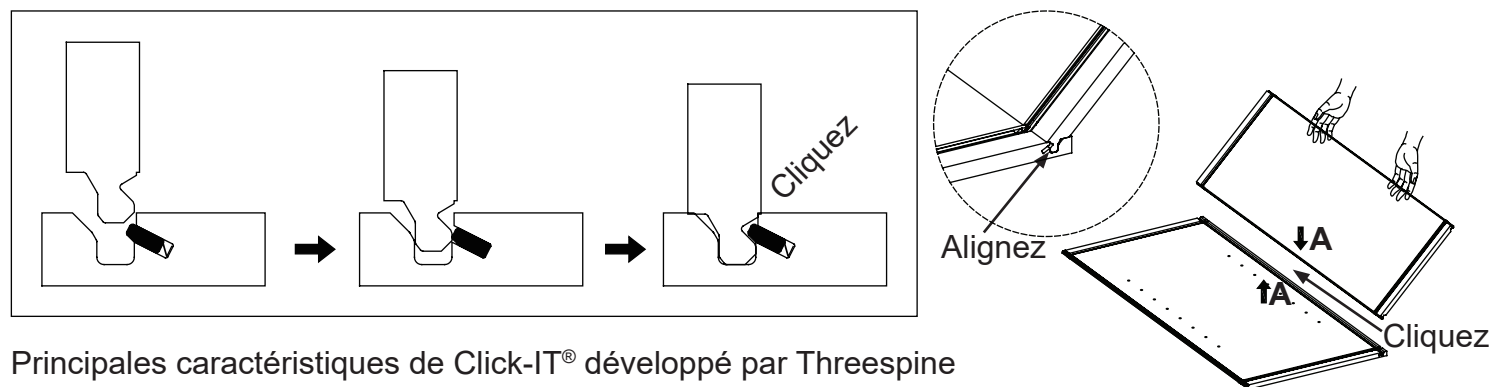 Cliquez
Alignez
A
A
Cliquez
Principales caractéristiques de Click-IT® développé par Threespine